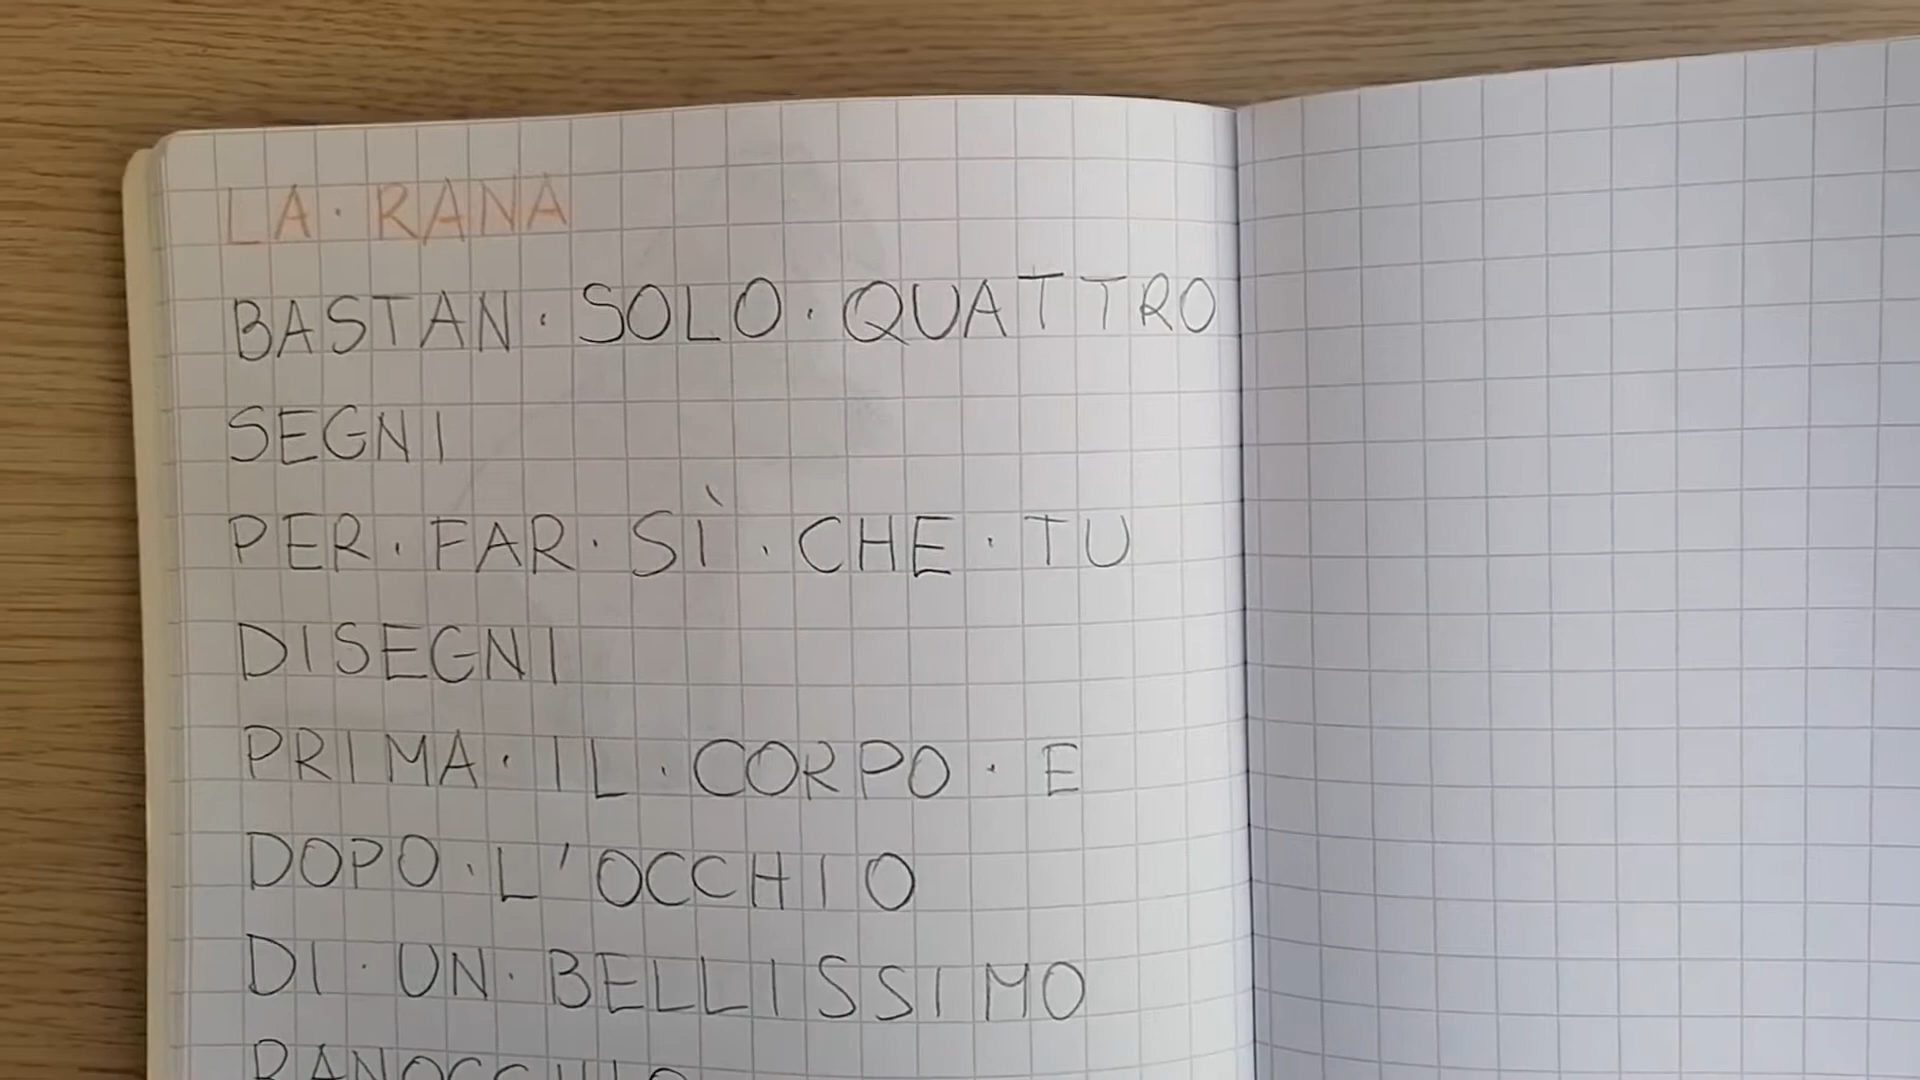 LA· RANA
BASTAN· SOLO· QUATTRO
SEGNI
PER· FAR· SÌ· CHE· TU
DISEGNI
PRIMA· IL· CORPO· E
DOPO· L'OCCHIO
DI· UN· BELLISSIMO
RANOCCHIO